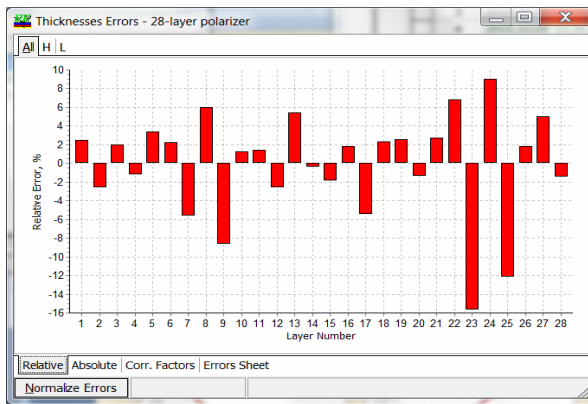 Thicknesses Errors - 28-layer polarizer
All H L
10
8
6
4
2
0
-2
-4
-6
-8
-10
-12
-14
-16
Relative Error, %
1 2 3 4 5 6 7 8 9 10 11 12 13 14 15 16 17 18 19 20 21 22 23 24 25 26 27 28
Layer Number
Relative Absolute Corr. Factors Errors Sheet
Normalize Errors